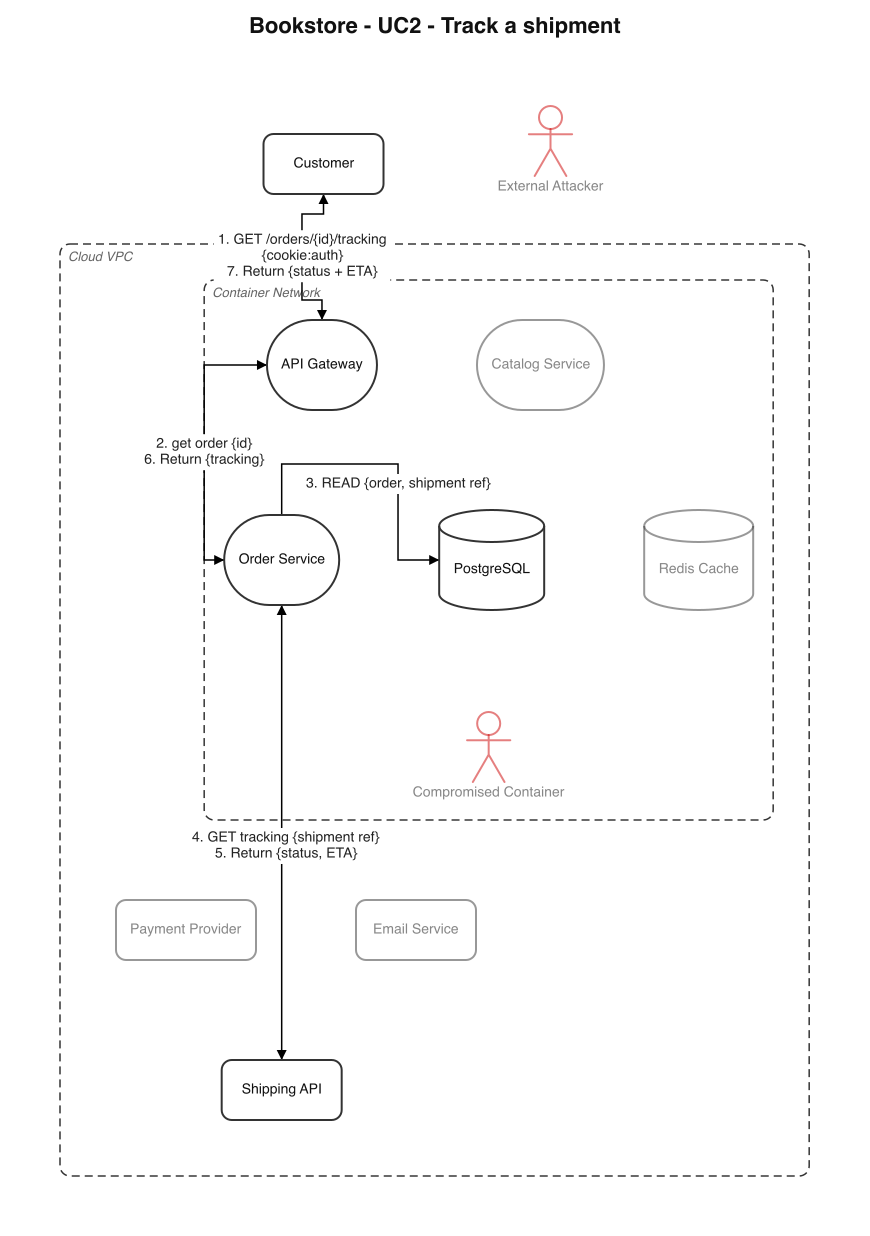 Bookstore - UC2 - Track a shipment
Customer
External Attacker
1. GET /orders/{id}/tracking
{cookie:auth}
7. Return {status + ETA}
Cloud VPC
Container Network
API Gateway
Catalog Service
2. get order {id}
6. Return {tracking}
3. READ {order, shipment ref}
Order Service
PostgreSQL
Redis Cache
Compromised Container
4. GET tracking {shipment ref}
5. Return {status, ETA}
Payment Provider
Email Service
Shipping API